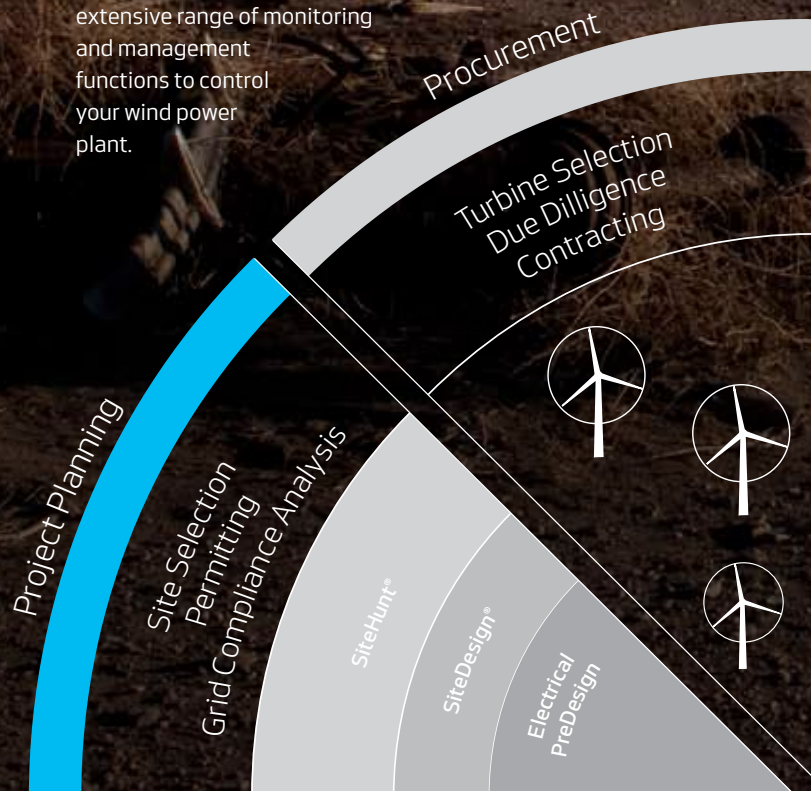 extensive range of monitoring
and management
functions to control
your wind power
plant.
Procurement
Turbine Selection
Due Dilligence
Contracting
Project Planning
Site Selection
Permitting
Grid Compliance Analysis
SiteHunt®
SiteDesign®
Electrical
PreDesign